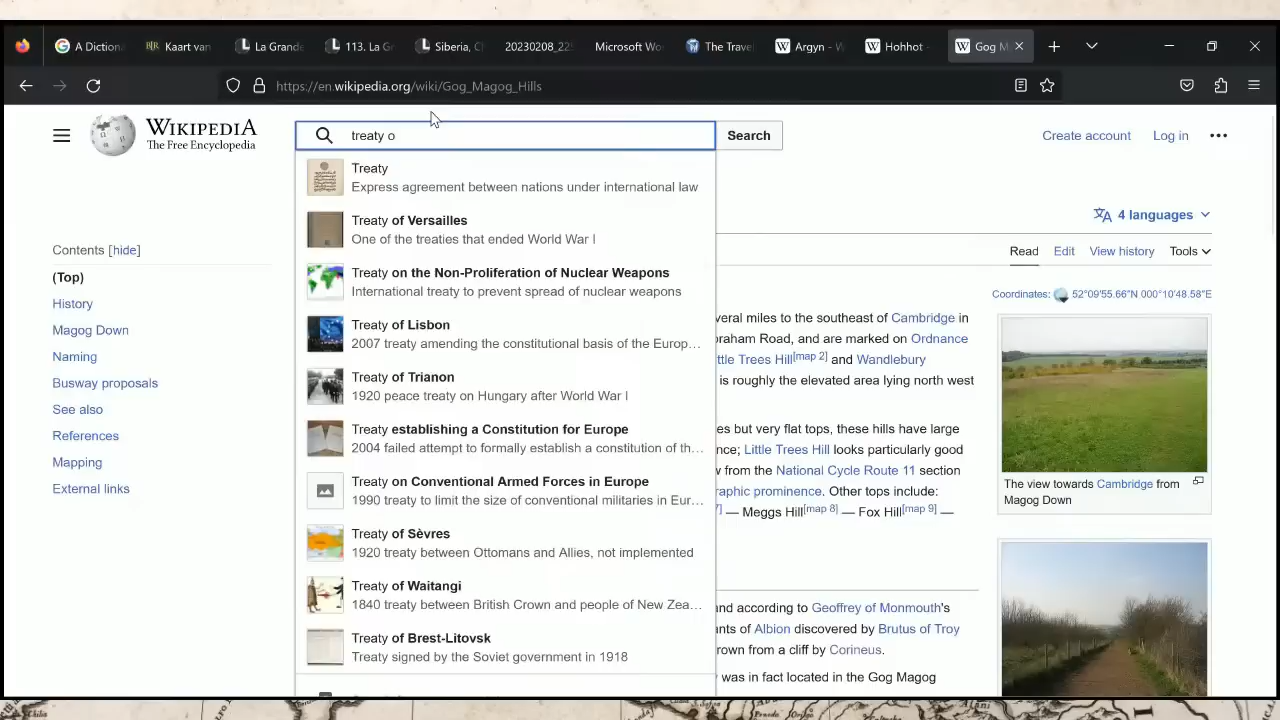 A Diction
Kaart van
La Grande
113. La Gr
Siberia, C
20230208_22
Microsoft Wo
The Trave
Argyn - W
Hohhot -
Gog M
https://en.wikipedia.org/wiki/Gog_Magog_Hills
WIKIPEDIA
The Free Encyclopedia
treaty o
Search
Create account
Log in
Treaty
Express agreement between nations under international law
Treaty of Versailles
One of the treaties that ended World War I
Treaty on the Non-Proliferation of Nuclear Weapons
International treaty to prevent spread of nuclear weapons
Treaty of Lisbon
2007 treaty amending the constitutional basis of the Europ…
Treaty of Trianon
1920 peace treaty on Hungary after World War I
Treaty establishing a Constitution for Europe
2004 failed attempt to formally establish a constitution of th…
Treaty on Conventional Armed Forces in Europe
1990 treaty to limit the size of conventional militaries in Eur…
Treaty of Sèvres
1920 treaty between Ottomans and Allies, not implemented
Treaty of Waitangi
1840 treaty between British Crown and people of New Zea…
Treaty of Brest-Litovsk
Treaty signed by the Soviet government in 1918
Contents [hide]
(Top)
History
Magog Down
Naming
Busway proposals
See also
References
Mapping
External links
4 languages
Read
Edit
View history
Tools
Coordinates: 52°09′55.66″N 000°10′48.58″E
veral miles to the southeast of Cambridge in
braham Road, and are marked on Ordnance
ttle Trees Hill[map 2] and Wandlebury
is roughly the elevated area lying north west
es but very flat tops, these hills have large
nce; Little Trees Hill looks particularly good
w from the National Cycle Route 11 section
raphic prominence. Other tops include:
7] — Meggs Hill[map 8] — Fox Hill[map 9] —
and according to Geoffrey of Monmouth's
nts of Albion discovered by Brutus of Troy
rown from a cliff by Corineus.
was in fact located in the Gog Magog
The view towards Cambridge from
Magog Down